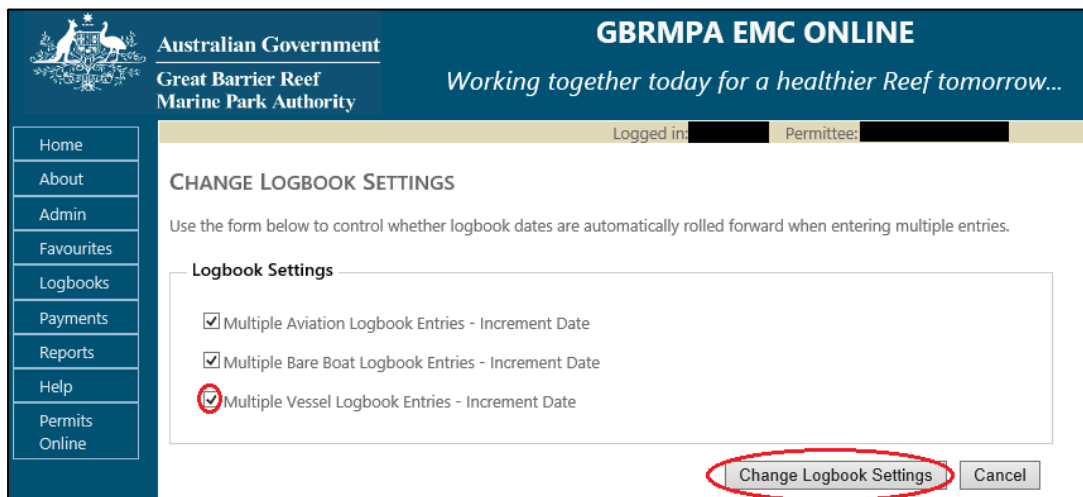 Australian Government
Great Barrier Reef
Marine Park Authority
GBRMPA EMC ONLINE
Working together today for a healthier Reef tomorrow...
Logged in: Permittee:
Home
About
Admin
Favourites
Logbooks
Payments
Reports
Help
Permits
Online
CHANGE LOGBOOK SETTINGS
Use the form below to control whether logbook dates are automatically rolled forward when entering multiple entries.
Logbook Settings
Multiple Aviation Logbook Entries - Increment Date
Multiple Bare Boat Logbook Entries - Increment Date
Multiple Vessel Logbook Entries - Increment Date
Change Logbook Settings Cancel